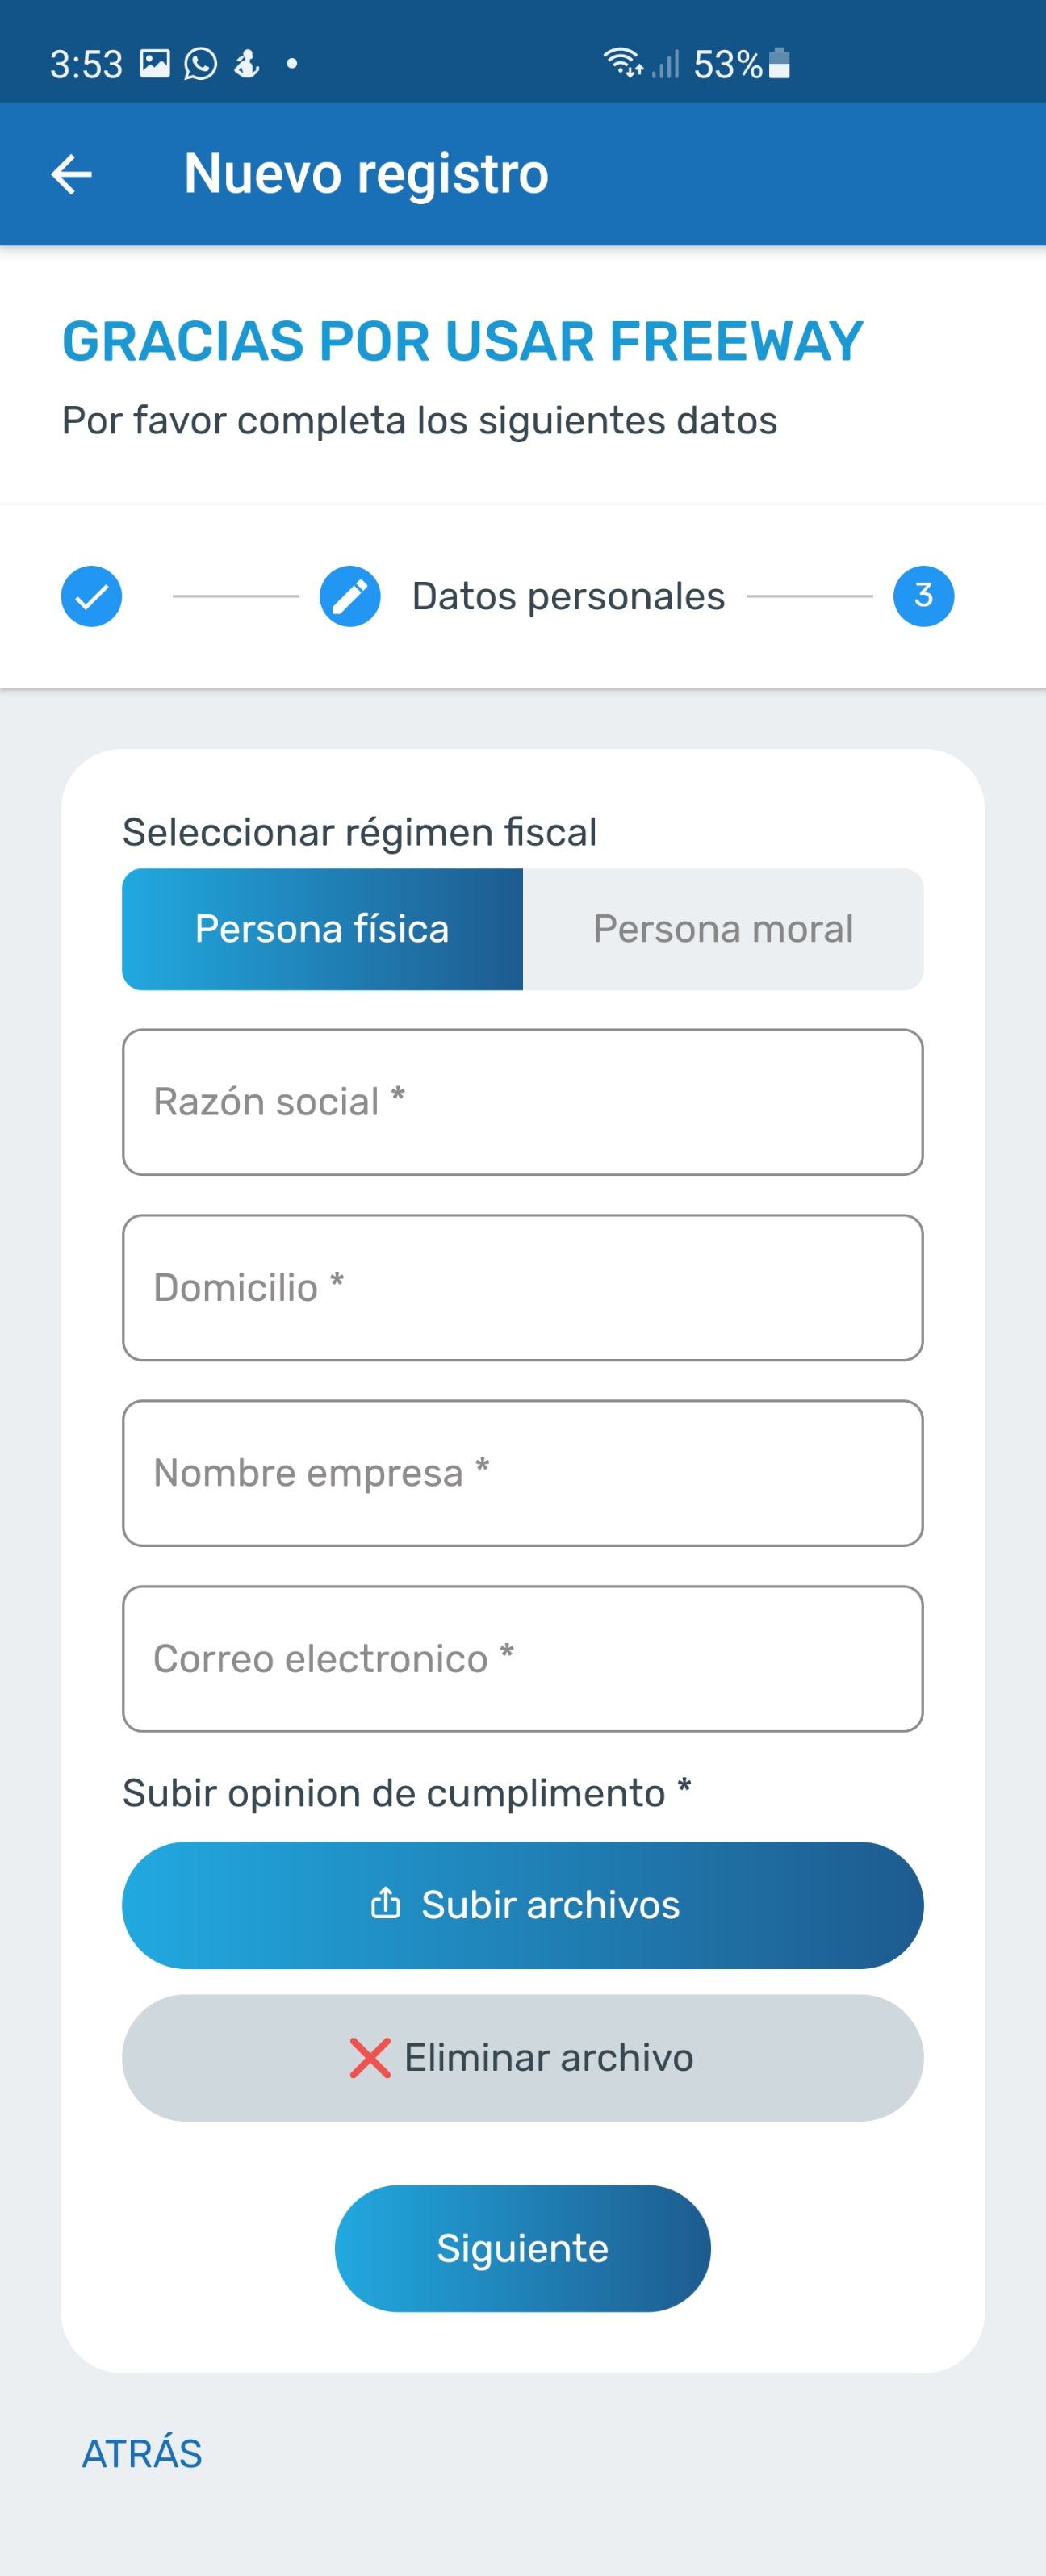 3:53
53%
Nuevo registro
GRACIAS POR USAR FREEWAY
Por favor completa los siguientes datos
Datos personales
3
Seleccionar régimen fiscal
Persona física
Persona moral
Razón social *
Domicilio *
Nombre empresa *
Correo electronico *
Subir opinion de cumplimento *
Subir archivos
Eliminar archivo
Siguiente
ATRÁS